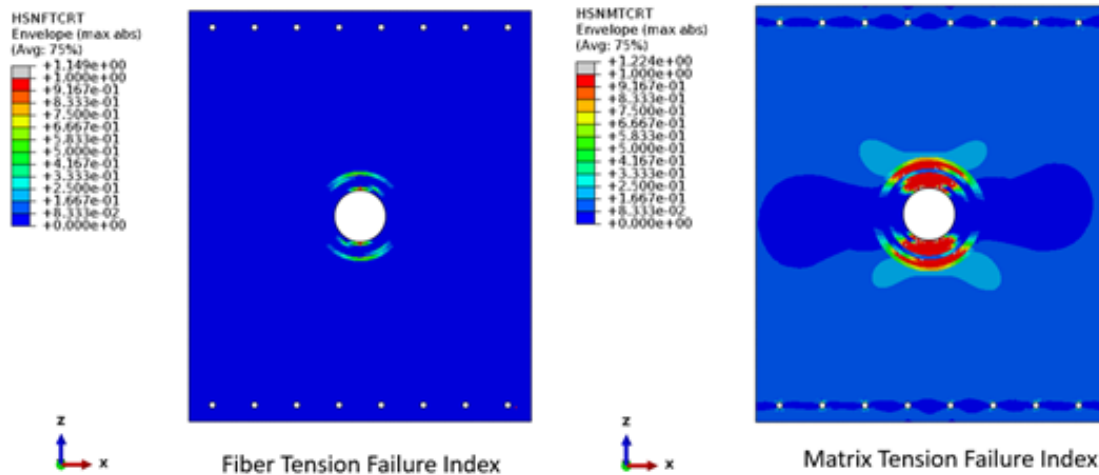 HSNFTCRT
Envelope (max abs)
(Avg: 75%)
+1.149e+00
+1.000e+00
+9.167e-01
+8.333e-01
+7.500e-01
+6.667e-01
+5.833e-01
+5.000e-01
+4.167e-01
+3.333e-01
+2.500e-01
+1.667e-01
+8.333e-02
+0.000e+00
z
x
Fiber Tension Failure Index
HSNMTCRT
Envelope (max abs)
(Avg: 75%)
+1.224e+00
+1.000e+00
+9.167e-01
+8.333e-01
+7.500e-01
+6.667e-01
+5.833e-01
+5.000e-01
+4.167e-01
+3.333e-01
+2.500e-01
+1.667e-01
+8.333e-02
+0.000e+00
z
x
Matrix Tension Failure Index